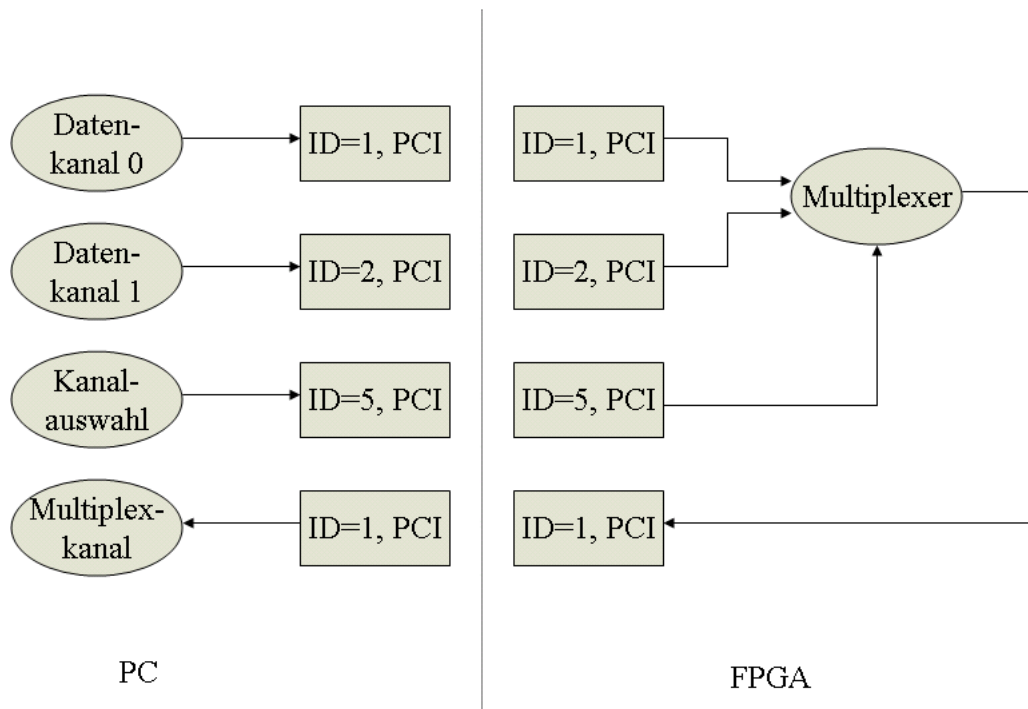 Daten-
kanal 0
ID=1, PCI
ID=1, PCI
Multiplexer
Daten-
kanal 1
ID=2, PCI
ID=2, PCI
Kanal-
auswahl
ID=5, PCI
ID=5, PCI
Multiplex-
kanal
ID=1, PCI
ID=1, PCI
PC
FPGA